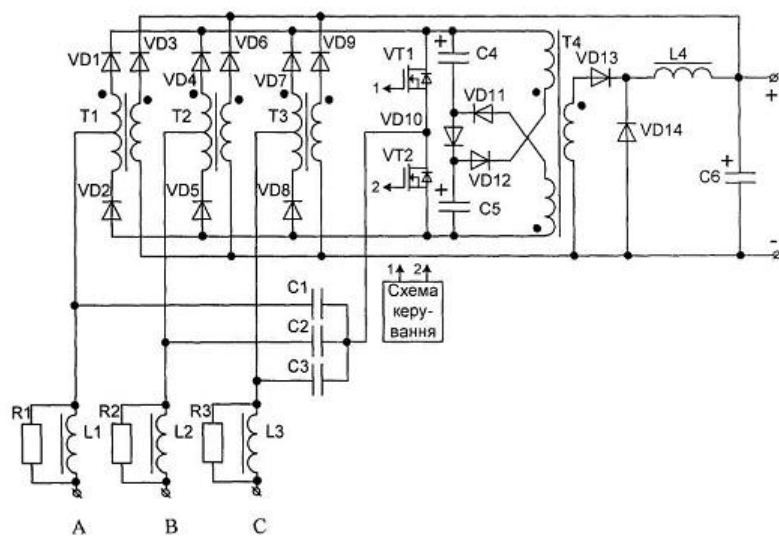 VD1 VD3 VD4 VD6 VD7 VD9 VT1 + C4 T4 VD13 L4
1 VD11 +
T1 T2 T3 VD10 VD14 +
VT2 VD12 C6
VD2 VD5 VD8 2 + C5
-
1 2
C1 Схема
C2 керу-
C3 вання
R1 L1 R2 L2 R3 L3
A B C